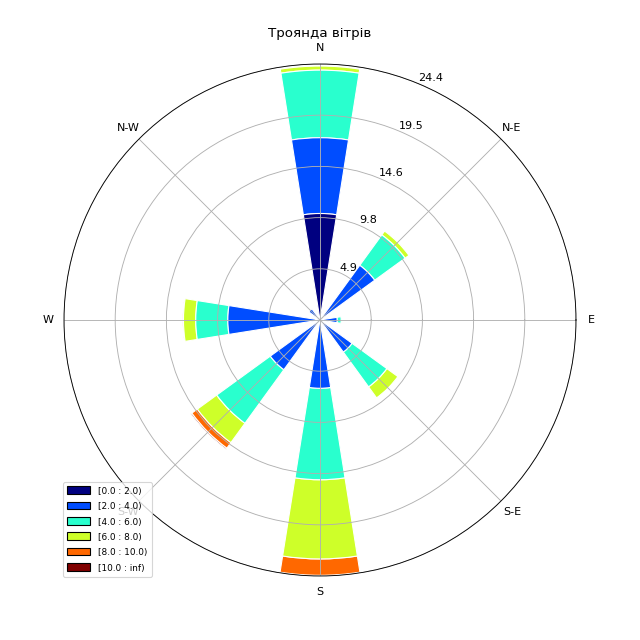 Троянда вітрів
N
N-W
N-E
W
E
S-W
S-E
S
24.4
19.5
14.6
9.8
4.9
[0.0 : 2.0)
[2.0 : 4.0)
[4.0 : 6.0)
[6.0 : 8.0)
[8.0 : 10.0)
[10.0 : inf)